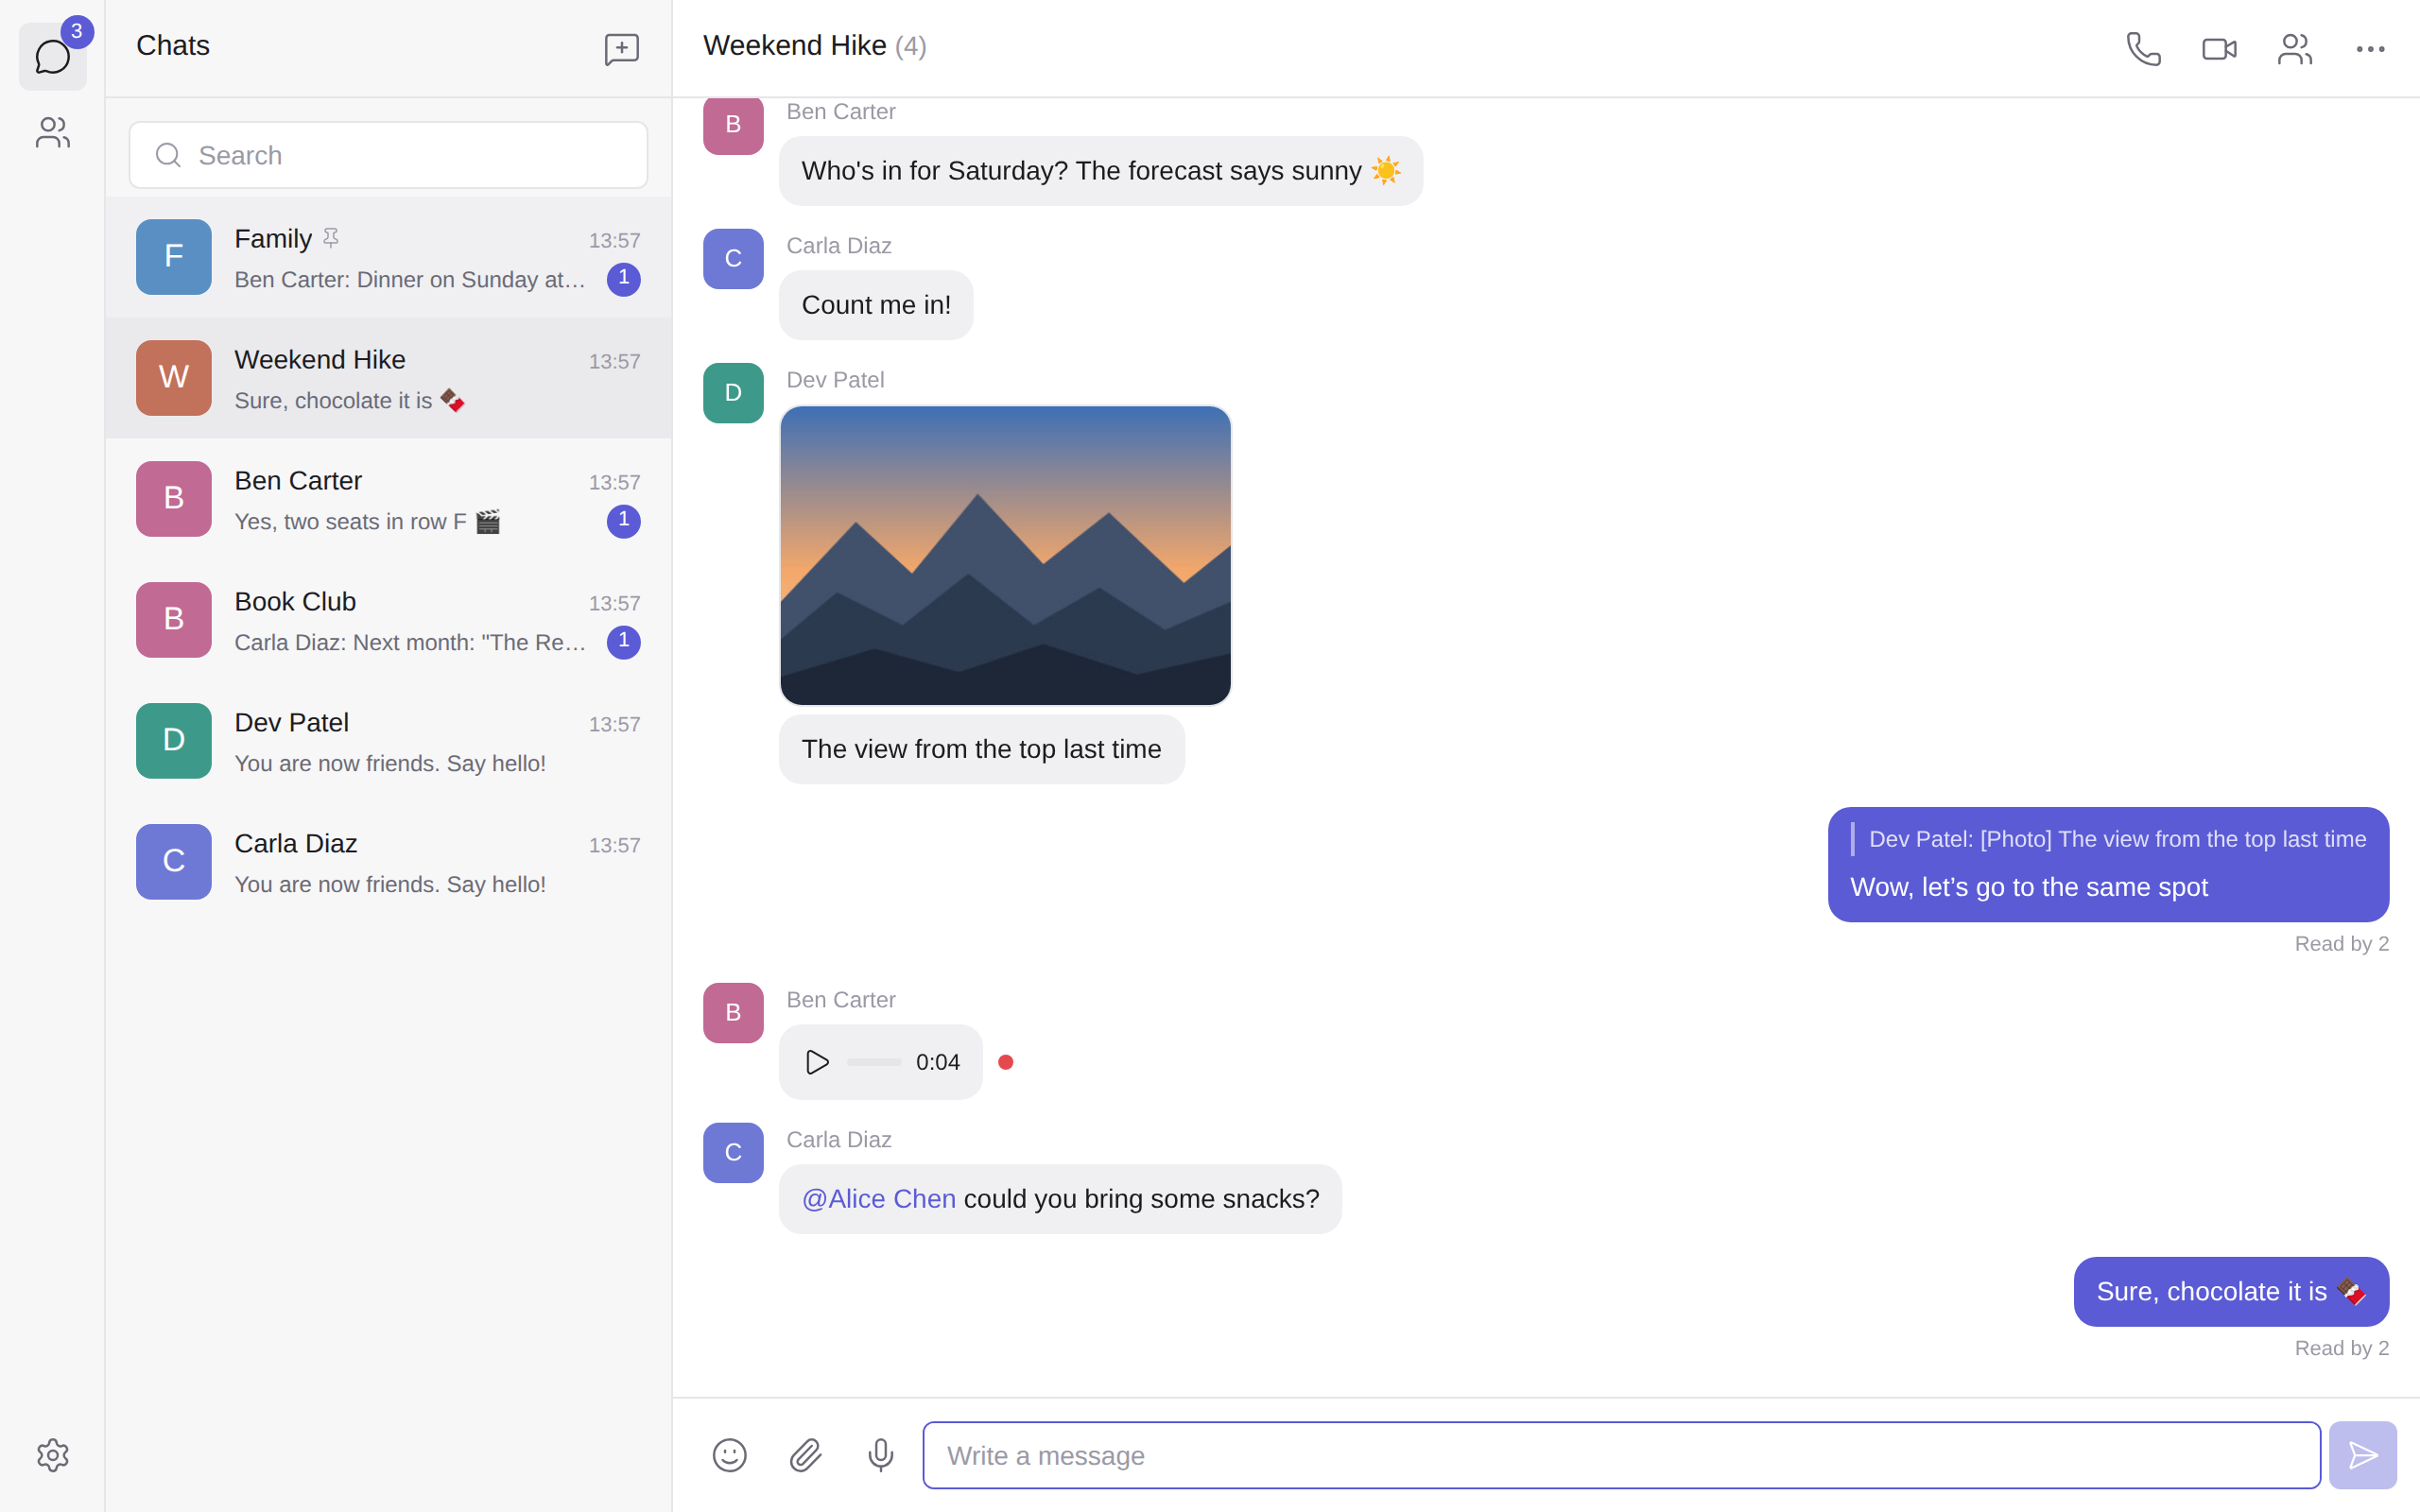 3
Chats
Search
F
Family
13:57
Ben Carter: Dinner on Sunday at…
1
W
Weekend Hike
13:57
Sure, chocolate it is 🍫
B
Ben Carter
13:57
Yes, two seats in row F 🎬
1
B
Book Club
13:57
Carla Diaz: Next month: "The Re…
1
D
Dev Patel
13:57
You are now friends. Say hello!
C
Carla Diaz
13:57
You are now friends. Say hello!
Weekend Hike (4)
B
Ben Carter
Who's in for Saturday? The forecast says sunny ☀️
C
Carla Diaz
Count me in!
D
Dev Patel
The view from the top last time
Dev Patel: [Photo] The view from the top last time
Wow, let’s go to the same spot
Read by 2
B
Ben Carter
0:04
C
Carla Diaz
@Alice Chen could you bring some snacks?
Sure, chocolate it is 🍫
Read by 2
Write a message